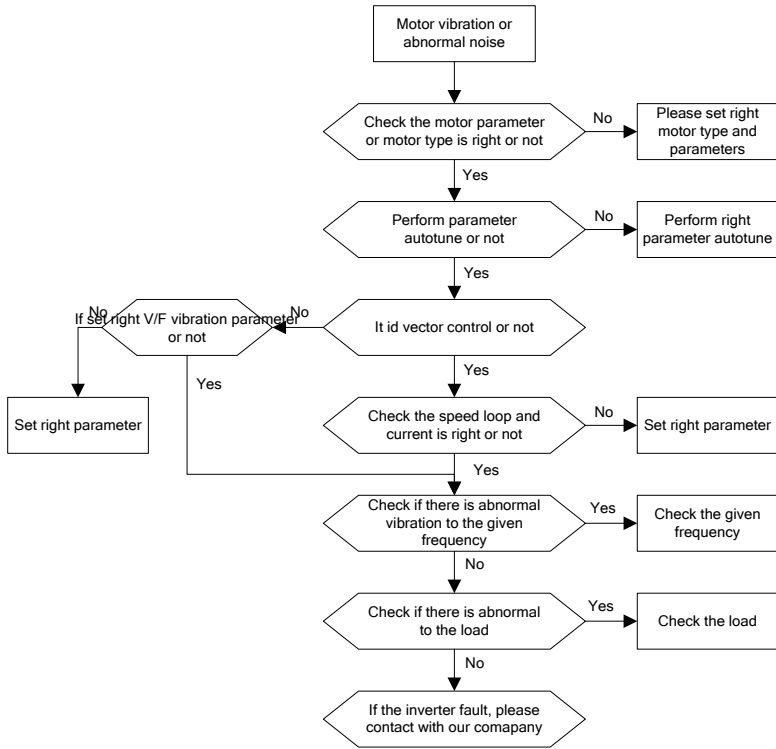 Motor vibration or
abnormal noise
Check the motor parameter
or motor type is right or not
No
Please set right
motor type and
parameters
Yes
Perform parameter
autotune or not
No
Perform right
parameter autotune
Yes
No
If set right V/F vibration parameter
or not
No
It id vector control or not
Yes
Yes
Set right parameter
Check the speed loop and
current is right or not
No
Set right parameter
Yes
Check if there is abnormal
vibration to the given
frequency
Yes
Check the given
frequency
No
Check if there is abnormal
to the load
Yes
Check the load
No
If the inverter fault, please
contact with our comapany